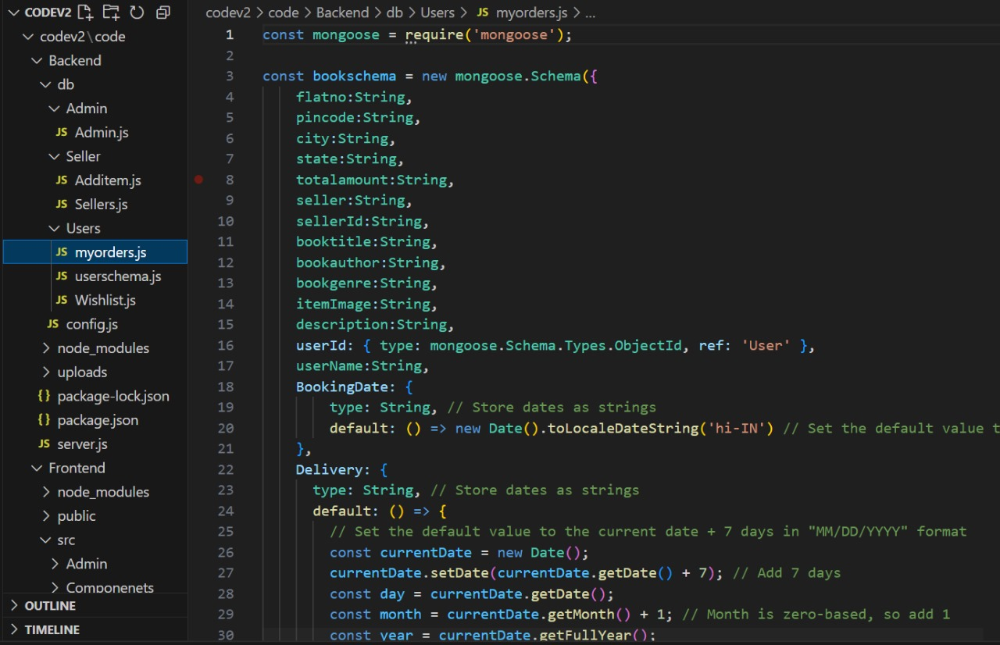 CODEV2
codev2\code
Backend
db
Admin
JS Admin.js
Seller
JS Additem.js
JS Sellers.js
Users
JS myorders.js
JS userschema.js
JS Wishlist.js
JS config.js
node_modules
uploads
{} package-lock.json
{} package.json
JS server.js
Frontend
node_modules
public
src
Admin
Componenets
OUTLINE
TIMELINE
codev2 > code > Backend > db > Users > JS myorders.js > ...
1 const mongoose = require('mongoose');
2
3 const bookschema = new mongoose.Schema({
4 flatno:String,
5 pincode:String,
6 city:String,
7 state:String,
8 totalamount:String,
9 seller:String,
10 sellerId:String,
11 booktitle:String,
12 bookauthor:String,
13 bookgenre:String,
14 itemImage:String,
15 description:String,
16 userId: { type: mongoose.Schema.Types.ObjectId, ref: 'User' },
17 userName:String,
18 BookingDate: {
19 type: String, // Store dates as strings
20 default: () => new Date().toLocaleDateString('hi-IN') // Set the default value t
21 },
22 Delivery: {
23 type: String, // Store dates as strings
24 default: () => {
25 // Set the default value to the current date + 7 days in "MM/DD/YYYY" format
26 const currentDate = new Date();
27 currentDate.setDate(currentDate.getDate() + 7); // Add 7 days
28 const day = currentDate.getDate();
29 const month = currentDate.getMonth() + 1; // Month is zero-based, so add 1
30 const year = currentDate.getFullYear();